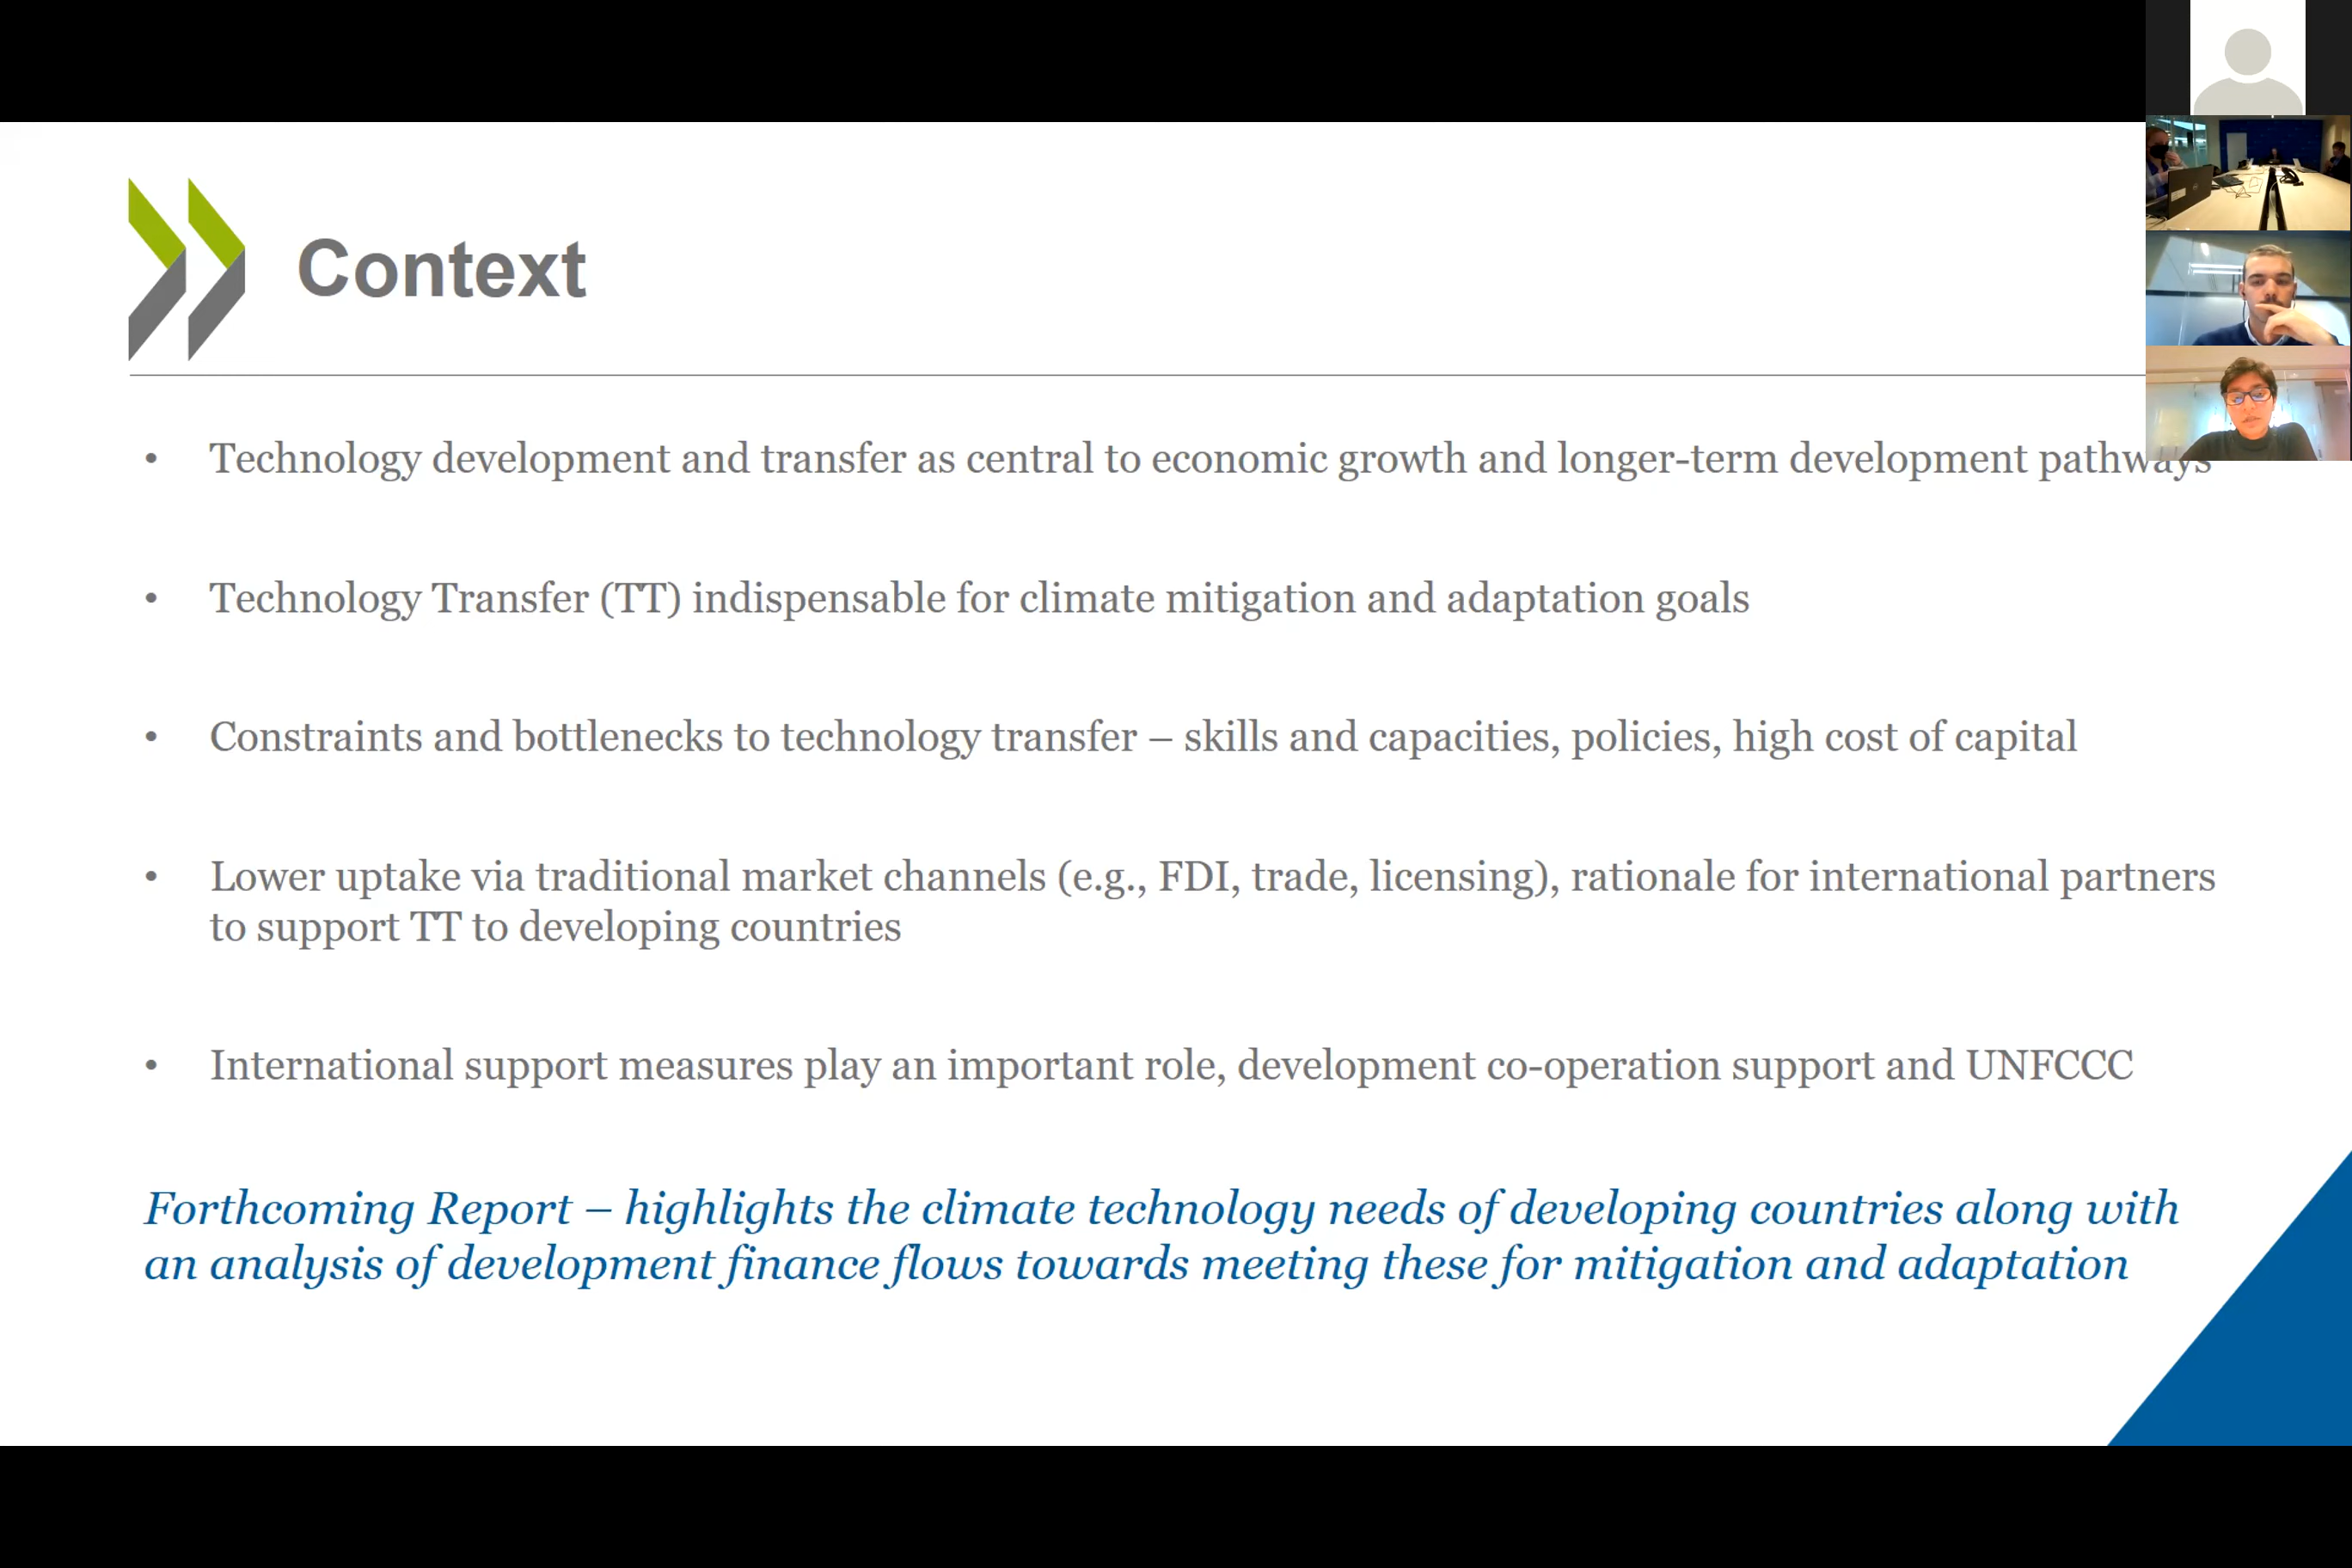 Context
• Technology development and transfer as central to economic growth and longer-term development pathways
• Technology Transfer (TT) indispensable for climate mitigation and adaptation goals
• Constraints and bottlenecks to technology transfer – skills and capacities, policies, high cost of capital
• Lower uptake via traditional market channels (e.g., FDI, trade, licensing), rationale for international partners
to support TT to developing countries
• International support measures play an important role, development co-operation support and UNFCCC
Forthcoming Report – highlights the climate technology needs of developing countries along with
an analysis of development finance flows towards meeting these for mitigation and adaptation